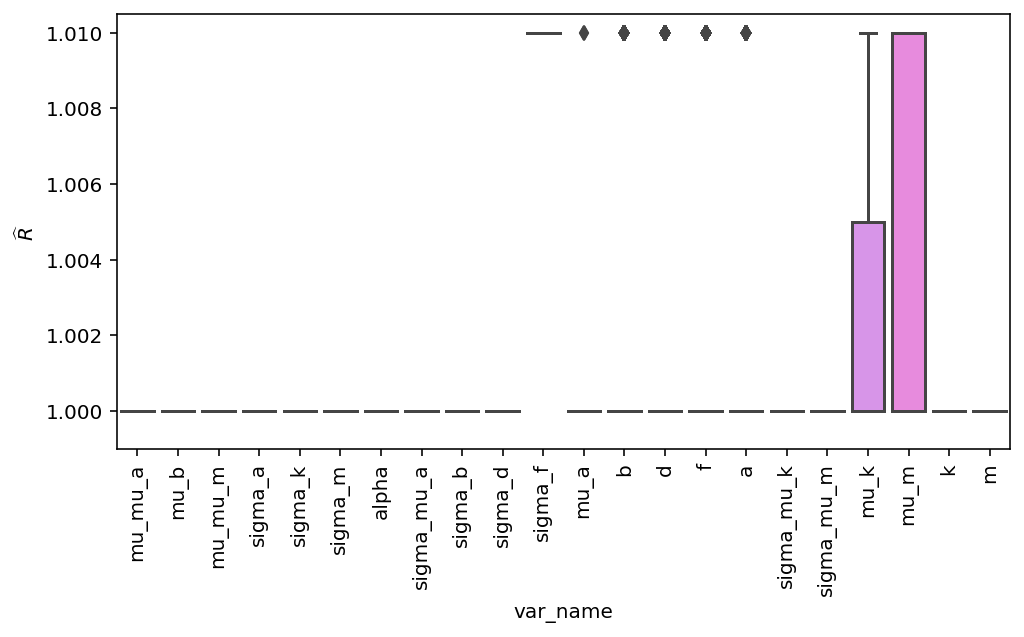 1.010
1.008
1.006
1.004
1.002
1.000
R̂
mu_mu_a
mu_b
mu_mu_m
sigma_a
sigma_k
sigma_m
alpha
sigma_mu_a
sigma_b
sigma_d
sigma_f
mu_a
b
d
f
a
sigma_mu_k
sigma_mu_m
mu_k
mu_m
k
m
var_name